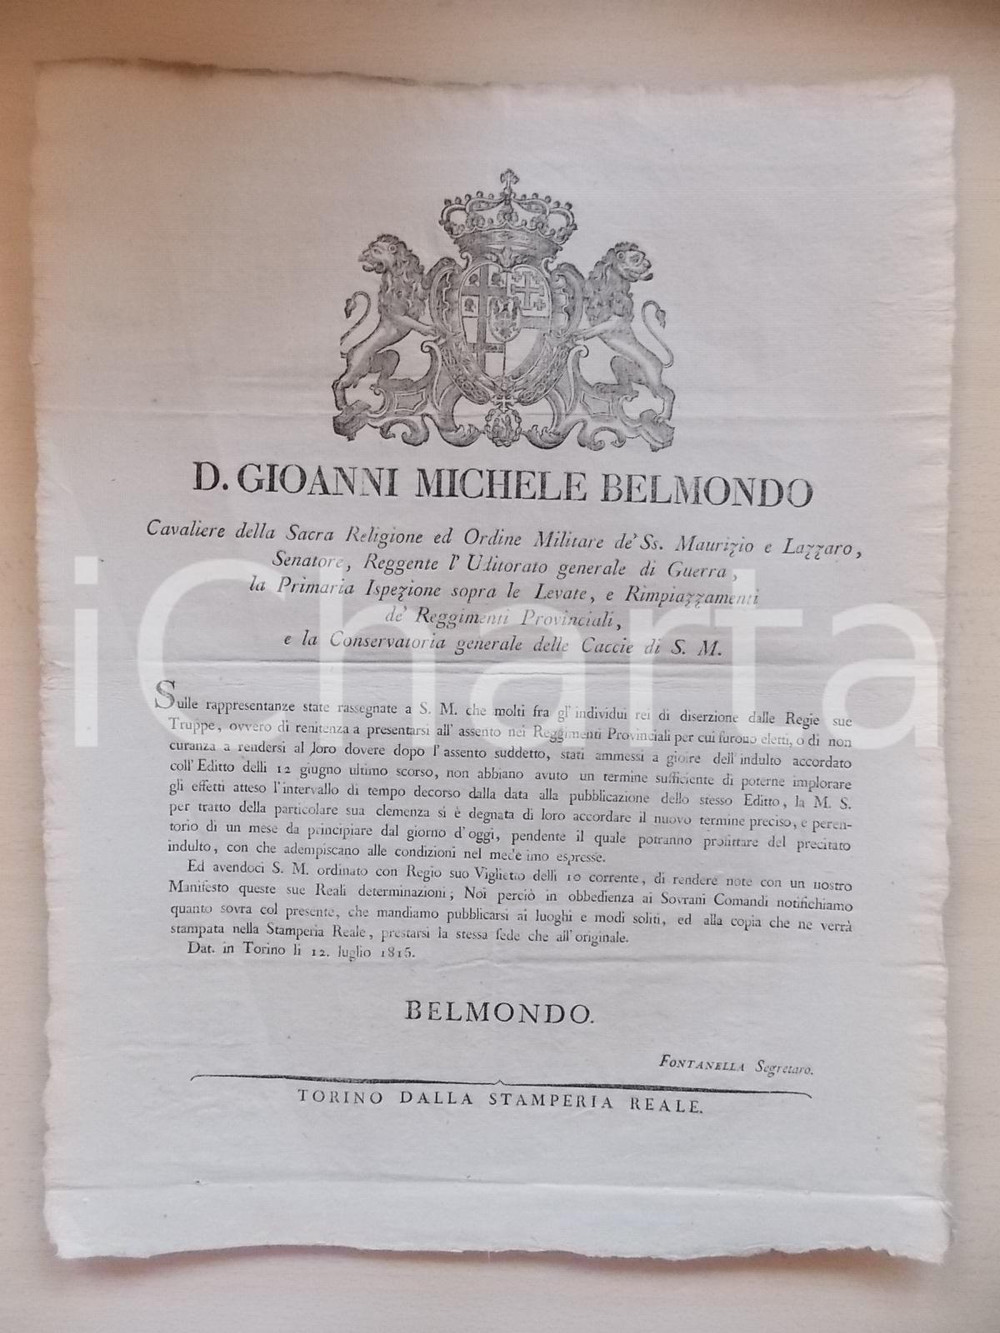 D. GIOANNI MICHELE BELMONDO
Cavaliere della Sacra Religione ed Ordine Militare de' Ss. Maurizio e Lazzaro,
Senatore, Reggente l' Uditorato generale di Guerra,
la Primaria Ispezione sopra le Levate, e Rimpiazzamenti
de' Reggimenti Provinciali,
e la Conservatoria generale delle Caccie di S. M.
Sulle rappresentanze state rassegnate a S. M. che molti fra gl' individui rei di diserzione dalle Regie sue
Truppe, ovvero di renitenza a presentarsi all' assento nei Reggimenti Provinciali per cui furono eletti, o di non
curanza a rendersi al loro dovere dopo l' assento suddetto, stati ammessi a gioire dell' indulto accordato
coll' Editto delli 12 giugno ultimo scorso, non abbiano avuto un termine sufficiente di poterne implorare
gli effetti atteso l'intervallo di tempo decorso dalla data alla pubblicazione dello stesso Editto, la M. S.
per tratto della particolare sua clemenza si è degnata di loro accordare il nuovo termine preciso, e peren-
torio di un mese da principiare dal giorno d' oggi, pendente il quale potranno profittare del precitato
indulto, con che adempiscano alle condizioni nel medesimo espresse.
Ed avendoci S. M. ordinato con Regio suo Viglietto delli 10 corrente, di rendere note con un nostro
Manifesto queste sue Reali determinazioni; Noi perciò in obbedienza ai Sovrani Comandi notifichiamo
quanto sovra col presente, che mandiamo pubblicarsi ai luoghi e modi soliti, ed alla copia che ne verrà
stampata nella Stamperia Reale, prestarsi la stessa fede che all' originale.
Dat. in Torino li 12. luglio 1815.
BELMONDO.
FONTANELLA Segretaro.
TORINO DALLA STAMPERIA REALE.
iCharta